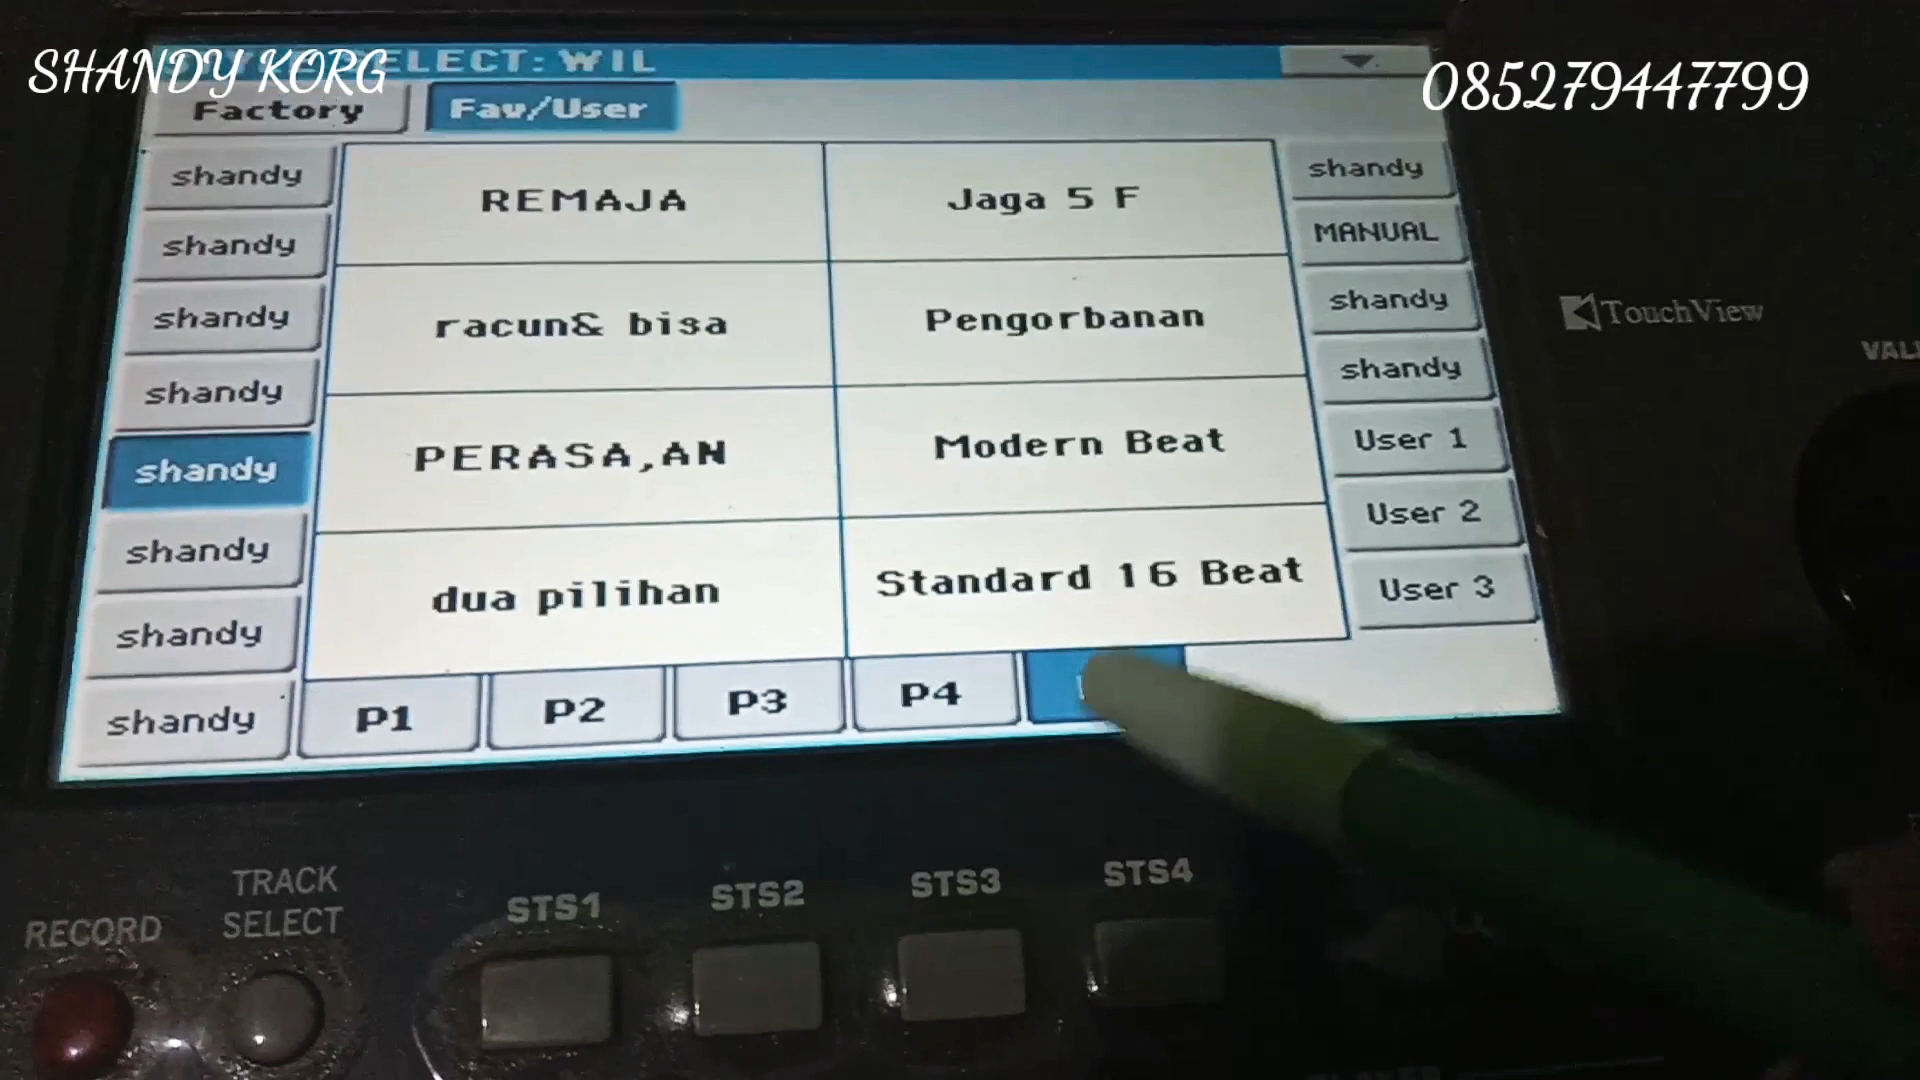 SHANDY KORG
085279447799
SELECT: WIL
Factory
Fav/User
shandy
shandy
shandy
shandy
shandy
shandy
shandy
shandy
REMAJA
Jaga 5 F
racun& bisa
Pengorbanan
PERASA,AN
Modern Beat
dua pilihan
Standard 16 Beat
shandy
MANUAL
shandy
shandy
User 1
User 2
User 3
P1
P2
P3
P4
TouchView
RECORD
TRACK
SELECT
STS1
STS2
STS3
STS4